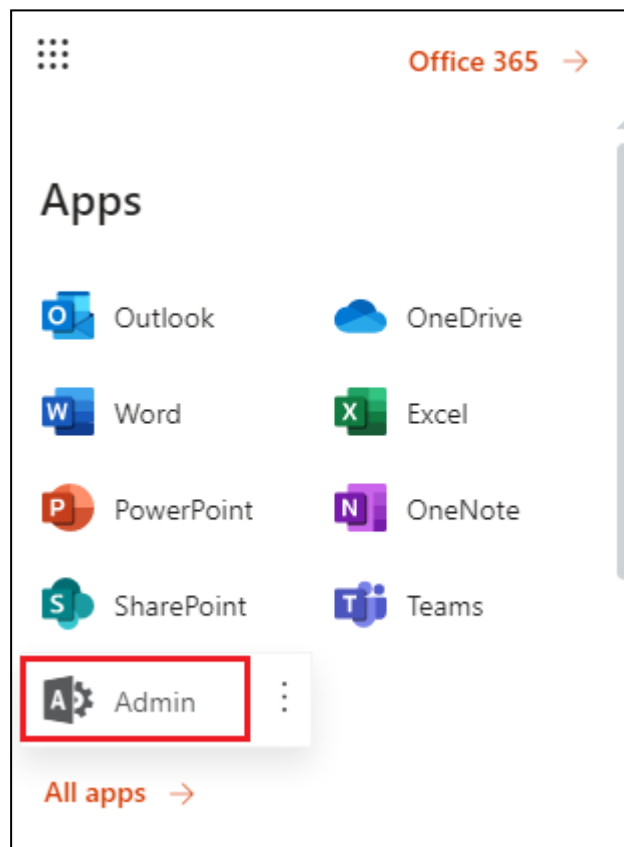 Office 365
Apps
Outlook
OneDrive
Word
Excel
PowerPoint
OneNote
SharePoint
Teams
Admin
All apps